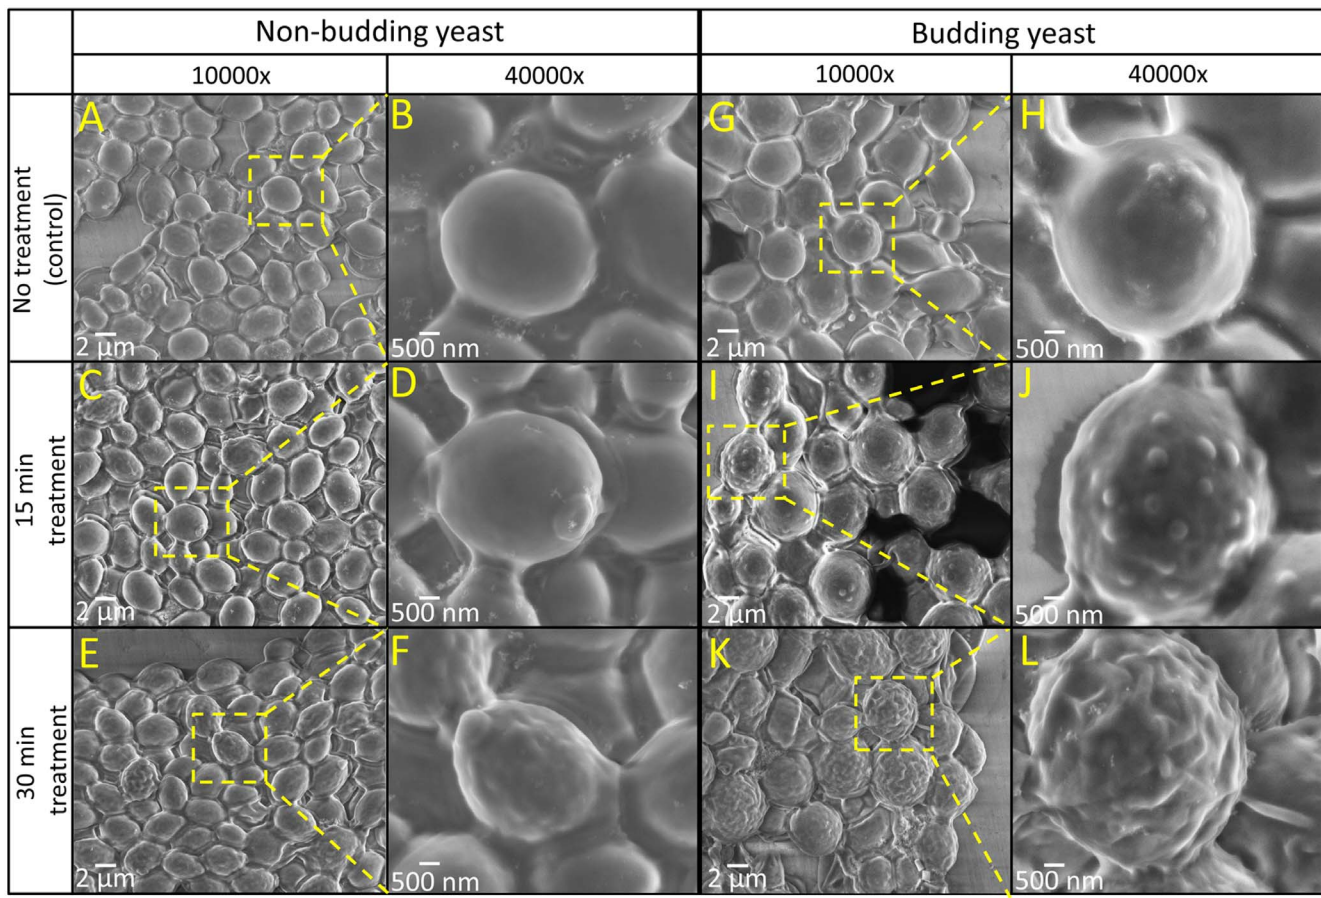 Non-budding yeast
Budding yeast
10000x
40000x
10000x
40000x
No treatment
(control)
A
2 µm
B
500 nm
G
2 µm
H
500 nm
15 min
treatment
C
2 µm
D
500 nm
I
2 µm
J
500 nm
30 min
treatment
E
2 µm
F
500 nm
K
2 µm
L
500 nm